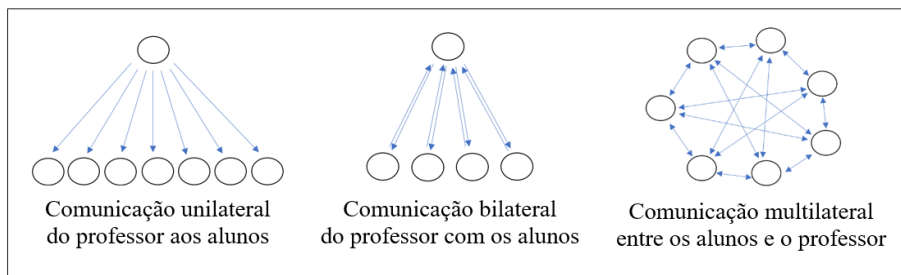 Comunicação unilateral
do professor aos alunos
Comunicação bilateral
do professor com os alunos
Comunicação multilateral
entre os alunos e o professor